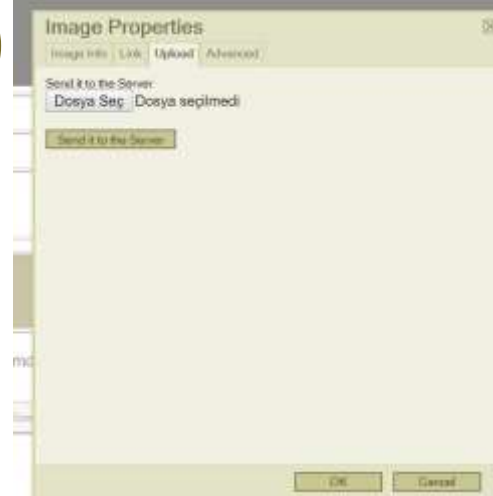 Image Properties
Image Info Link Upload Advanced
Send it to the Server
Dosya Seç Dosya seçilmedi
Send it to the Server
OK Cancel